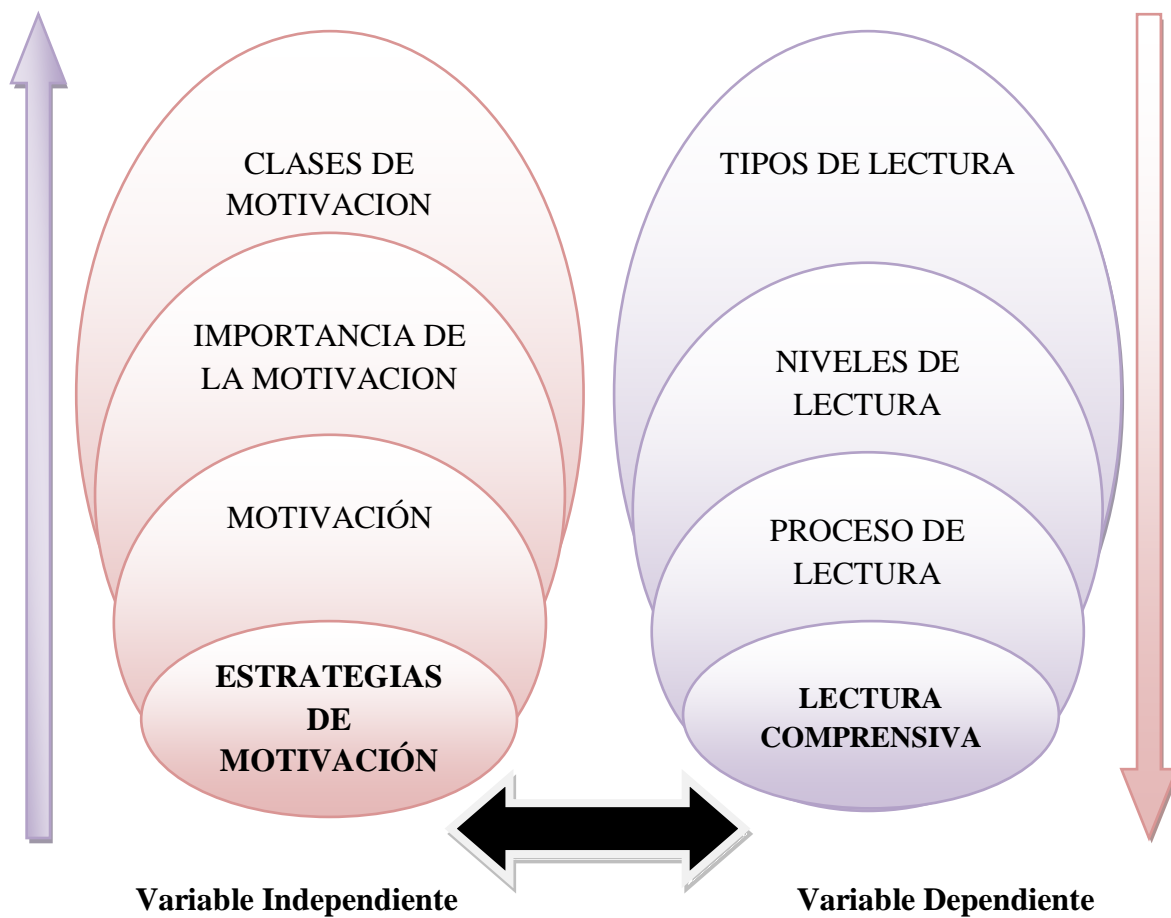 CLASES DE
MOTIVACION
IMPORTANCIA DE
LA MOTIVACION
MOTIVACIÓN
ESTRATEGIAS
DE
MOTIVACIÓN
Variable Independiente
TIPOS DE LECTURA
NIVELES DE
LECTURA
PROCESO DE
LECTURA
LECTURA
COMPRENSIVA
Variable Dependiente